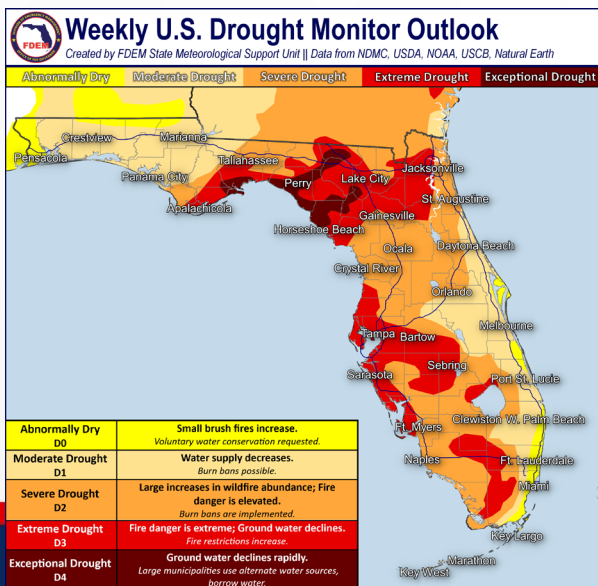 FDEM
Weekly U.S. Drought Monitor Outlook
Created by FDEM State Meteorological Support Unit || Data from NDMC, USDA, NOAA, USCB, Natural Earth
Abnormally Dry Moderate Drought Severe Drought Extreme Drought Exceptional Drought
Crestview
Marianna
Pensacola
Tallahassee
Jacksonville
Panama City
Perry
Lake City
St. Augustine
Apalachicola
Gainesville
Horseshoe Beach
Ocala
Daytona Beach
Crystal River
Orlando
Melbourne
Tampa
Bartow
Sarasota
Sebring
Port St. Lucie
Ft. Myers
Clewiston
W. Palm Beach
Naples
Ft. Lauderdale
Miami
Key Largo
Marathon
Key West
Abnormally Dry
D0
Small brush fires increase.
Voluntary water conservation requested.
Moderate Drought
D1
Water supply decreases.
Burn bans possible.
Severe Drought
D2
Large increases in wildfire abundance; Fire
danger is elevated.
Burn bans are implemented.
Extreme Drought
D3
Fire danger is extreme; Ground water declines.
Fire restrictions increase.
Exceptional Drought
D4
Ground water declines rapidly.
Large municipalities use alternate water sources,
borrow water.